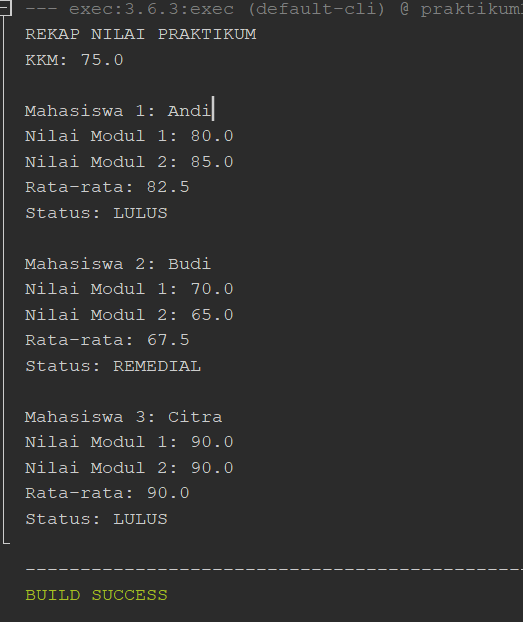 --- exec:3.6.3:exec (default-cli) @ praktikum
REKAP NILAI PRAKTIKUM
KKM: 75.0
Mahasiswa 1: Andi
Nilai Modul 1: 80.0
Nilai Modul 2: 85.0
Rata-rata: 82.5
Status: LULUS
Mahasiswa 2: Budi
Nilai Modul 1: 70.0
Nilai Modul 2: 65.0
Rata-rata: 67.5
Status: REMEDIAL
Mahasiswa 3: Citra
Nilai Modul 1: 90.0
Nilai Modul 2: 90.0
Rata-rata: 90.0
Status: LULUS
------------------------------------------------
BUILD SUCCESS